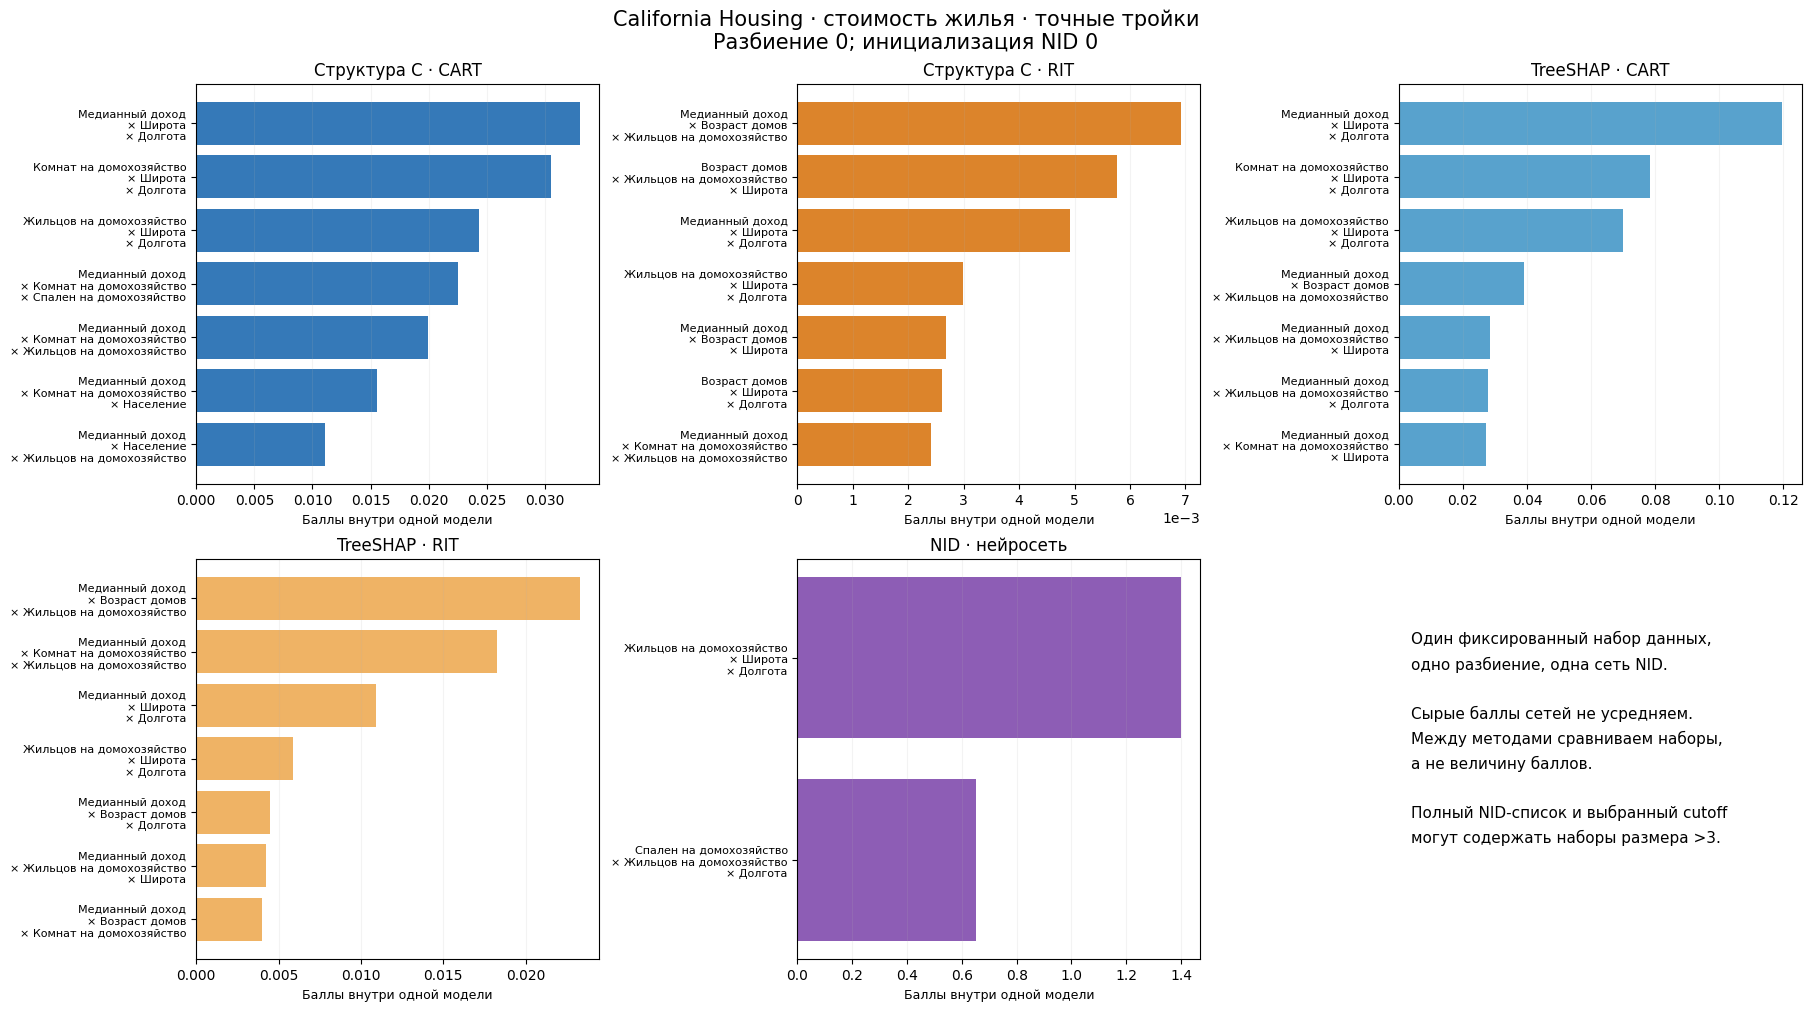 California Housing · стоимость жилья · точные тройки
Разбиение 0; инициализация NID 0
Структура C · CART
Медианный доход
× Широта
× Долгота
Комнат на домохозяйство
× Широта
× Долгота
Жильцов на домохозяйство
× Широта
× Долгота
Медианный доход
× Комнат на домохозяйство
× Спален на домохозяйство
Медианный доход
× Комнат на домохозяйство
× Жильцов на домохозяйство
Медианный доход
× Комнат на домохозяйство
× Население
Медианный доход
× Население
× Жильцов на домохозяйство
0.000 0.005 0.010 0.015 0.020 0.025 0.030
Баллы внутри одной модели
Структура C · RIT
Медианный доход
× Возраст домов
× Жильцов на домохозяйство
Возраст домов
× Жильцов на домохозяйство
× Широта
Медианный доход
× Широта
× Долгота
Жильцов на домохозяйство
× Широта
× Долгота
Медианный доход
× Возраст домов
× Широта
Возраст домов
× Широта
× Долгота
Медианный доход
× Комнат на домохозяйство
× Жильцов на домохозяйство
0 1 2 3 4 5 6 7
1e−3
Баллы внутри одной модели
TreeSHAP · CART
Медианный доход
× Широта
× Долгота
Комнат на домохозяйство
× Широта
× Долгота
Жильцов на домохозяйство
× Широта
× Долгота
Медианный доход
× Возраст домов
× Жильцов на домохозяйство
Медианный доход
× Жильцов на домохозяйство
× Широта
Медианный доход
× Жильцов на домохозяйство
× Долгота
Медианный доход
× Комнат на домохозяйство
× Широта
0.00 0.02 0.04 0.06 0.08 0.10 0.12
Баллы внутри одной модели
TreeSHAP · RIT
Медианный доход
× Возраст домов
× Жильцов на домохозяйство
Медианный доход
× Комнат на домохозяйство
× Жильцов на домохозяйство
Медианный доход
× Широта
× Долгота
Жильцов на домохозяйство
× Широта
× Долгота
Медианный доход
× Возраст домов
× Долгота
Медианный доход
× Жильцов на домохозяйство
× Широта
Медианный доход
× Возраст домов
× Комнат на домохозяйство
0.000 0.005 0.010 0.015 0.020
Баллы внутри одной модели
NID · нейросеть
Жильцов на домохозяйство
× Широта
× Долгота
Спален на домохозяйство
× Жильцов на домохозяйство
× Долгота
0.0 0.2 0.4 0.6 0.8 1.0 1.2 1.4
Баллы внутри одной модели
Один фиксированный набор данных,
одно разбиение, одна сеть NID.
Сырые баллы сетей не усредняем.
Между методами сравниваем наборы,
а не величину баллов.
Полный NID-список и выбранный cutoff
могут содержать наборы размера >3.